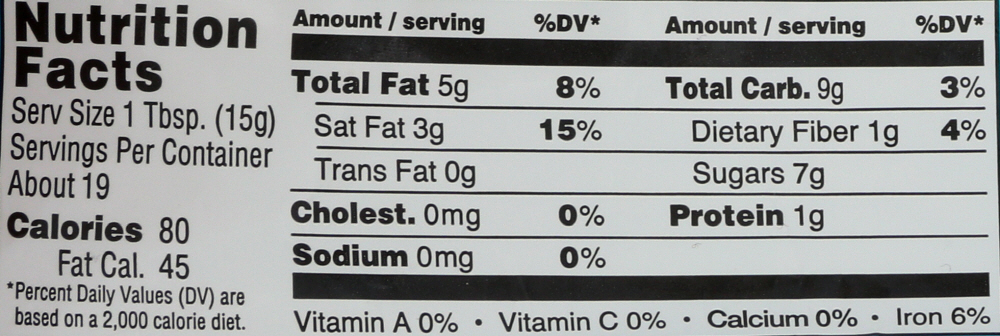 Nutrition
Facts
Serv Size 1 Tbsp. (15g)
Servings Per Container
About 19
Calories 80
Fat Cal. 45
*Percent Daily Values (DV) are
based on a 2,000 calorie diet.
Amount / serving %DV* Amount / serving %DV*
Total Fat 5g 8% Total Carb. 9g 3%
Sat Fat 3g 15% Dietary Fiber 1g 4%
Trans Fat 0g Sugars 7g
Cholest. 0mg 0% Protein 1g
Sodium 0mg 0%
Vitamin A 0% • Vitamin C 0% • Calcium 0% • Iron 6%